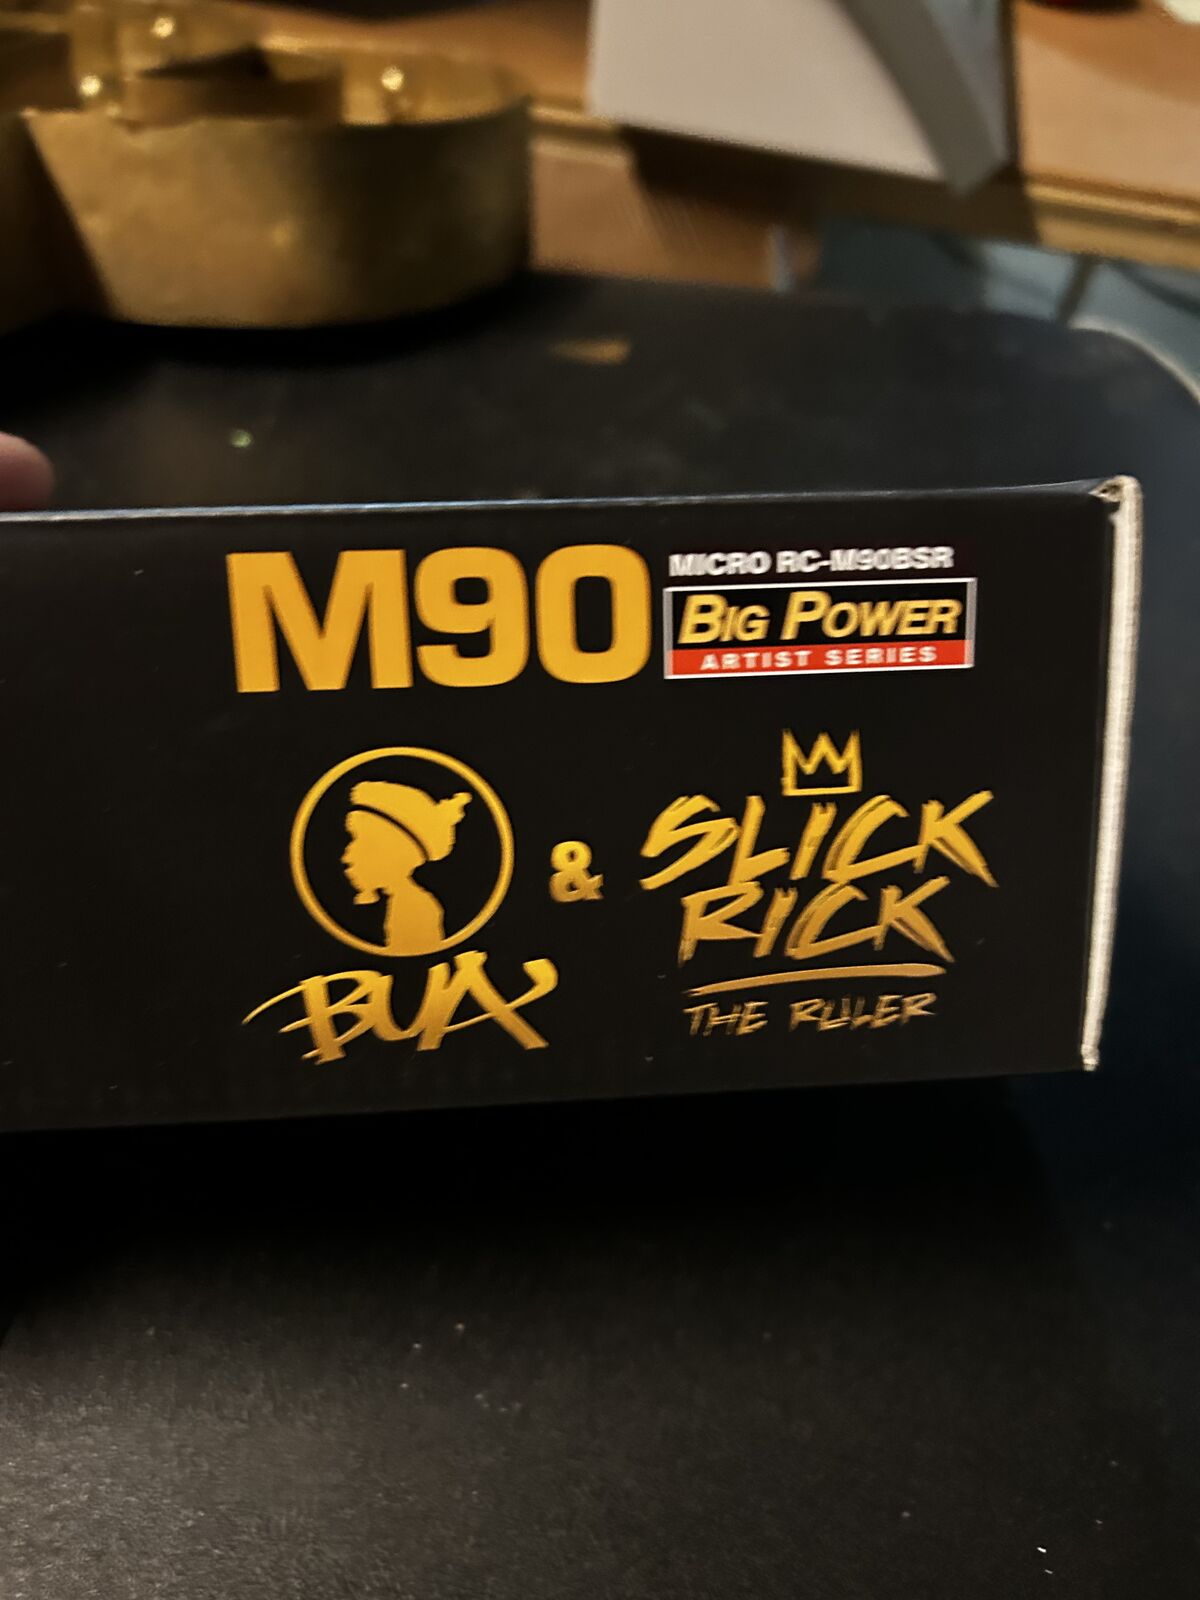 M90
MICRO RC-M90BSR
BIG POWER
ARTIST SERIES
BUA
&
SLICK
RICK
THE RULER